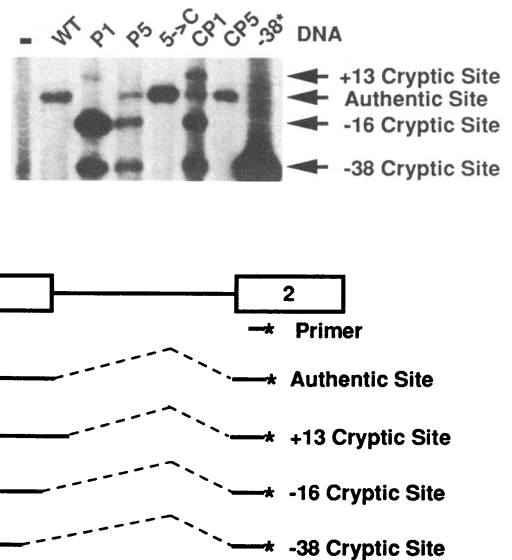 - WT P1 P5 5->C CP1 CP5 -38* DNA
+13 Cryptic Site
Authentic Site
-16 Cryptic Site
-38 Cryptic Site
2
* Primer
* Authentic Site
* +13 Cryptic Site
* -16 Cryptic Site
* -38 Cryptic Site